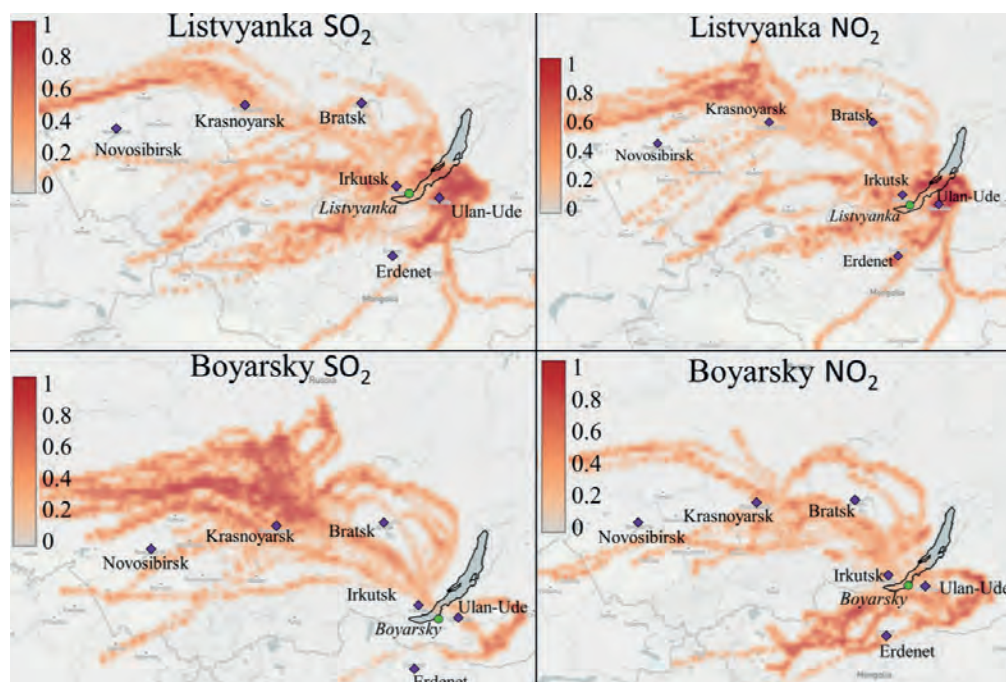 Listvyanka SO₂
1
0.8
0.6
0.4
0.2
0
Krasnoyarsk
Bratsk
Novosibirsk
Irkutsk
Listvyanka
Ulan-Ude
Erdenet
Mongolia
Listvyanka NO₂
1
0.8
0.6
0.4
0.2
0
Krasnoyarsk
Bratsk
Novosibirsk
Irkutsk
Listvyanka
Ulan-Ude
Erdenet
Mongolia
Boyarsky SO₂
Russia
1
0.8
0.6
0.4
0.2
0
Krasnoyarsk
Bratsk
Novosibirsk
Irkutsk
Ulan-Ude
Boyarsky
Erdenet
Boyarsky NO₂
1
0.8
0.6
0.4
0.2
0
Krasnoyarsk
Bratsk
Novosibirsk
Irkutsk
Boyarsky
Ulan-Ude
Erdenet
Mongolia